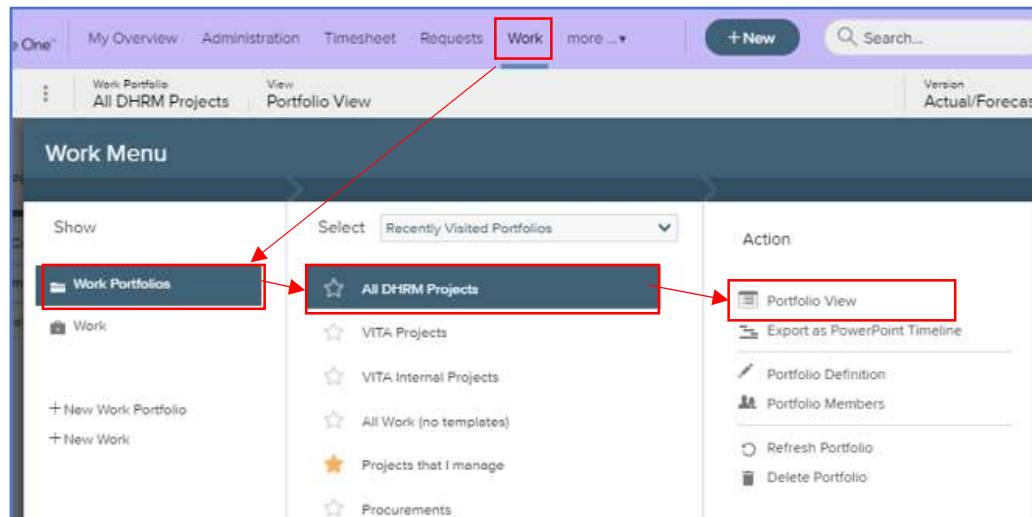 e One™ My Overview Administration Timesheet Requests Work more ...▾ +New Search...
Work Portfolio View Version
All DHRM Projects Portfolio View Actual/Forecas
Work Menu
Show Select Recently Visited Portfolios Action
Work Portfolios All DHRM Projects Portfolio View
Work VITA Projects Export as PowerPoint Timeline
VITA Internal Projects Portfolio Definition
+New Work Portfolio All Work (no templates) Portfolio Members
+New Work Projects that I manage Refresh Portfolio
Procurements Delete Portfolio